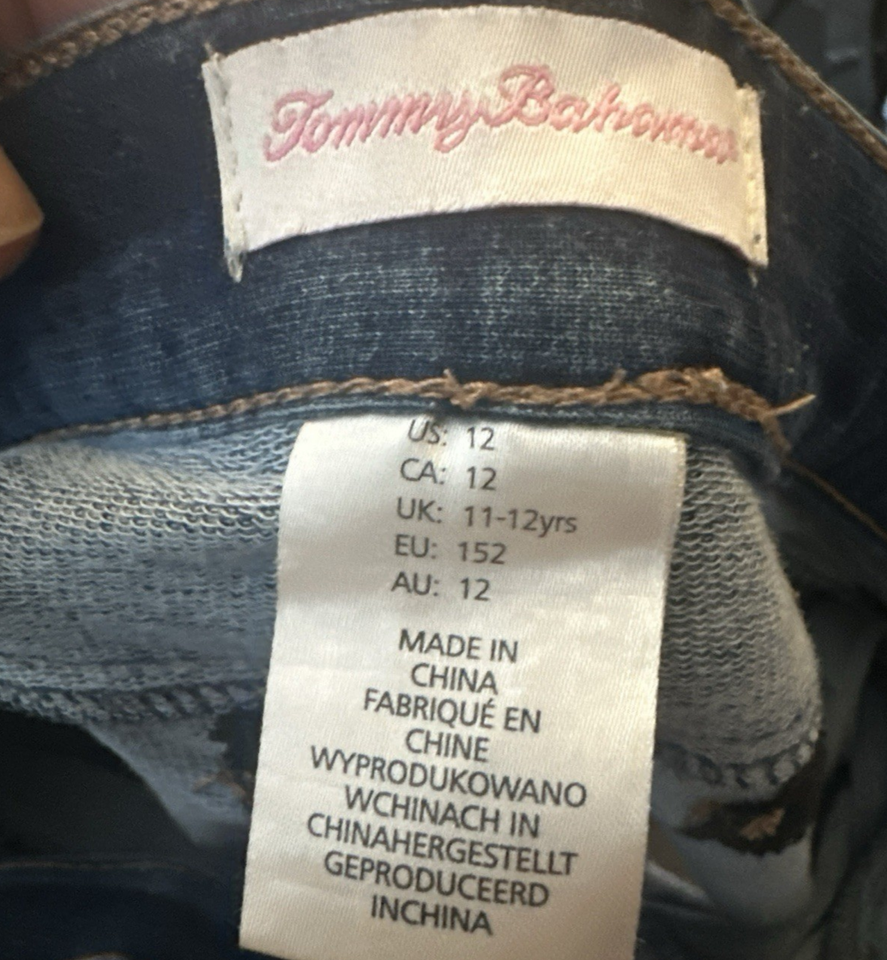 Tommy Bahama
US: 12
CA: 12
UK: 11-12yrs
EU: 152
AU: 12
MADE IN
CHINA
FABRIQUÉ EN
CHINE
WYPRODUKOWANO
WCHINACH IN
CHINAHERGESTELLT
GEPRODUCEERD
INCHINA